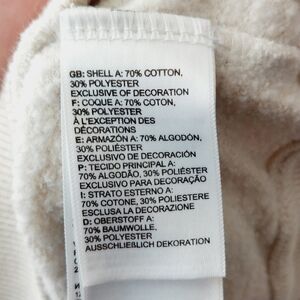 GB: SHELL A: 70% COTTON,
30% POLYESTER
EXCLUSIVE OF DECORATION
F: COQUE A: 70% COTON,
30% POLYESTER
À L'EXCEPTION DES
DÉCORATIONS
E: ARMAZÓN A: 70% ALGODÓN,
30% POLIÉSTER
EXCLUSIVO DE DECORACIÓN
P: TECIDO PRINCIPAL A:
70% ALGODÃO, 30% POLIÉSTER
EXCLUSIVO PARA DECORAÇÃO
I: STRATO ESTERNO A:
70% COTONE, 30% POLIESTERE
ESCLUSA LA DECORAZIONE
D: OBERSTOFF A:
70% BAUMWOLLE,
30% POLYESTER
AUSSCHLIEßLICH DEKORATION